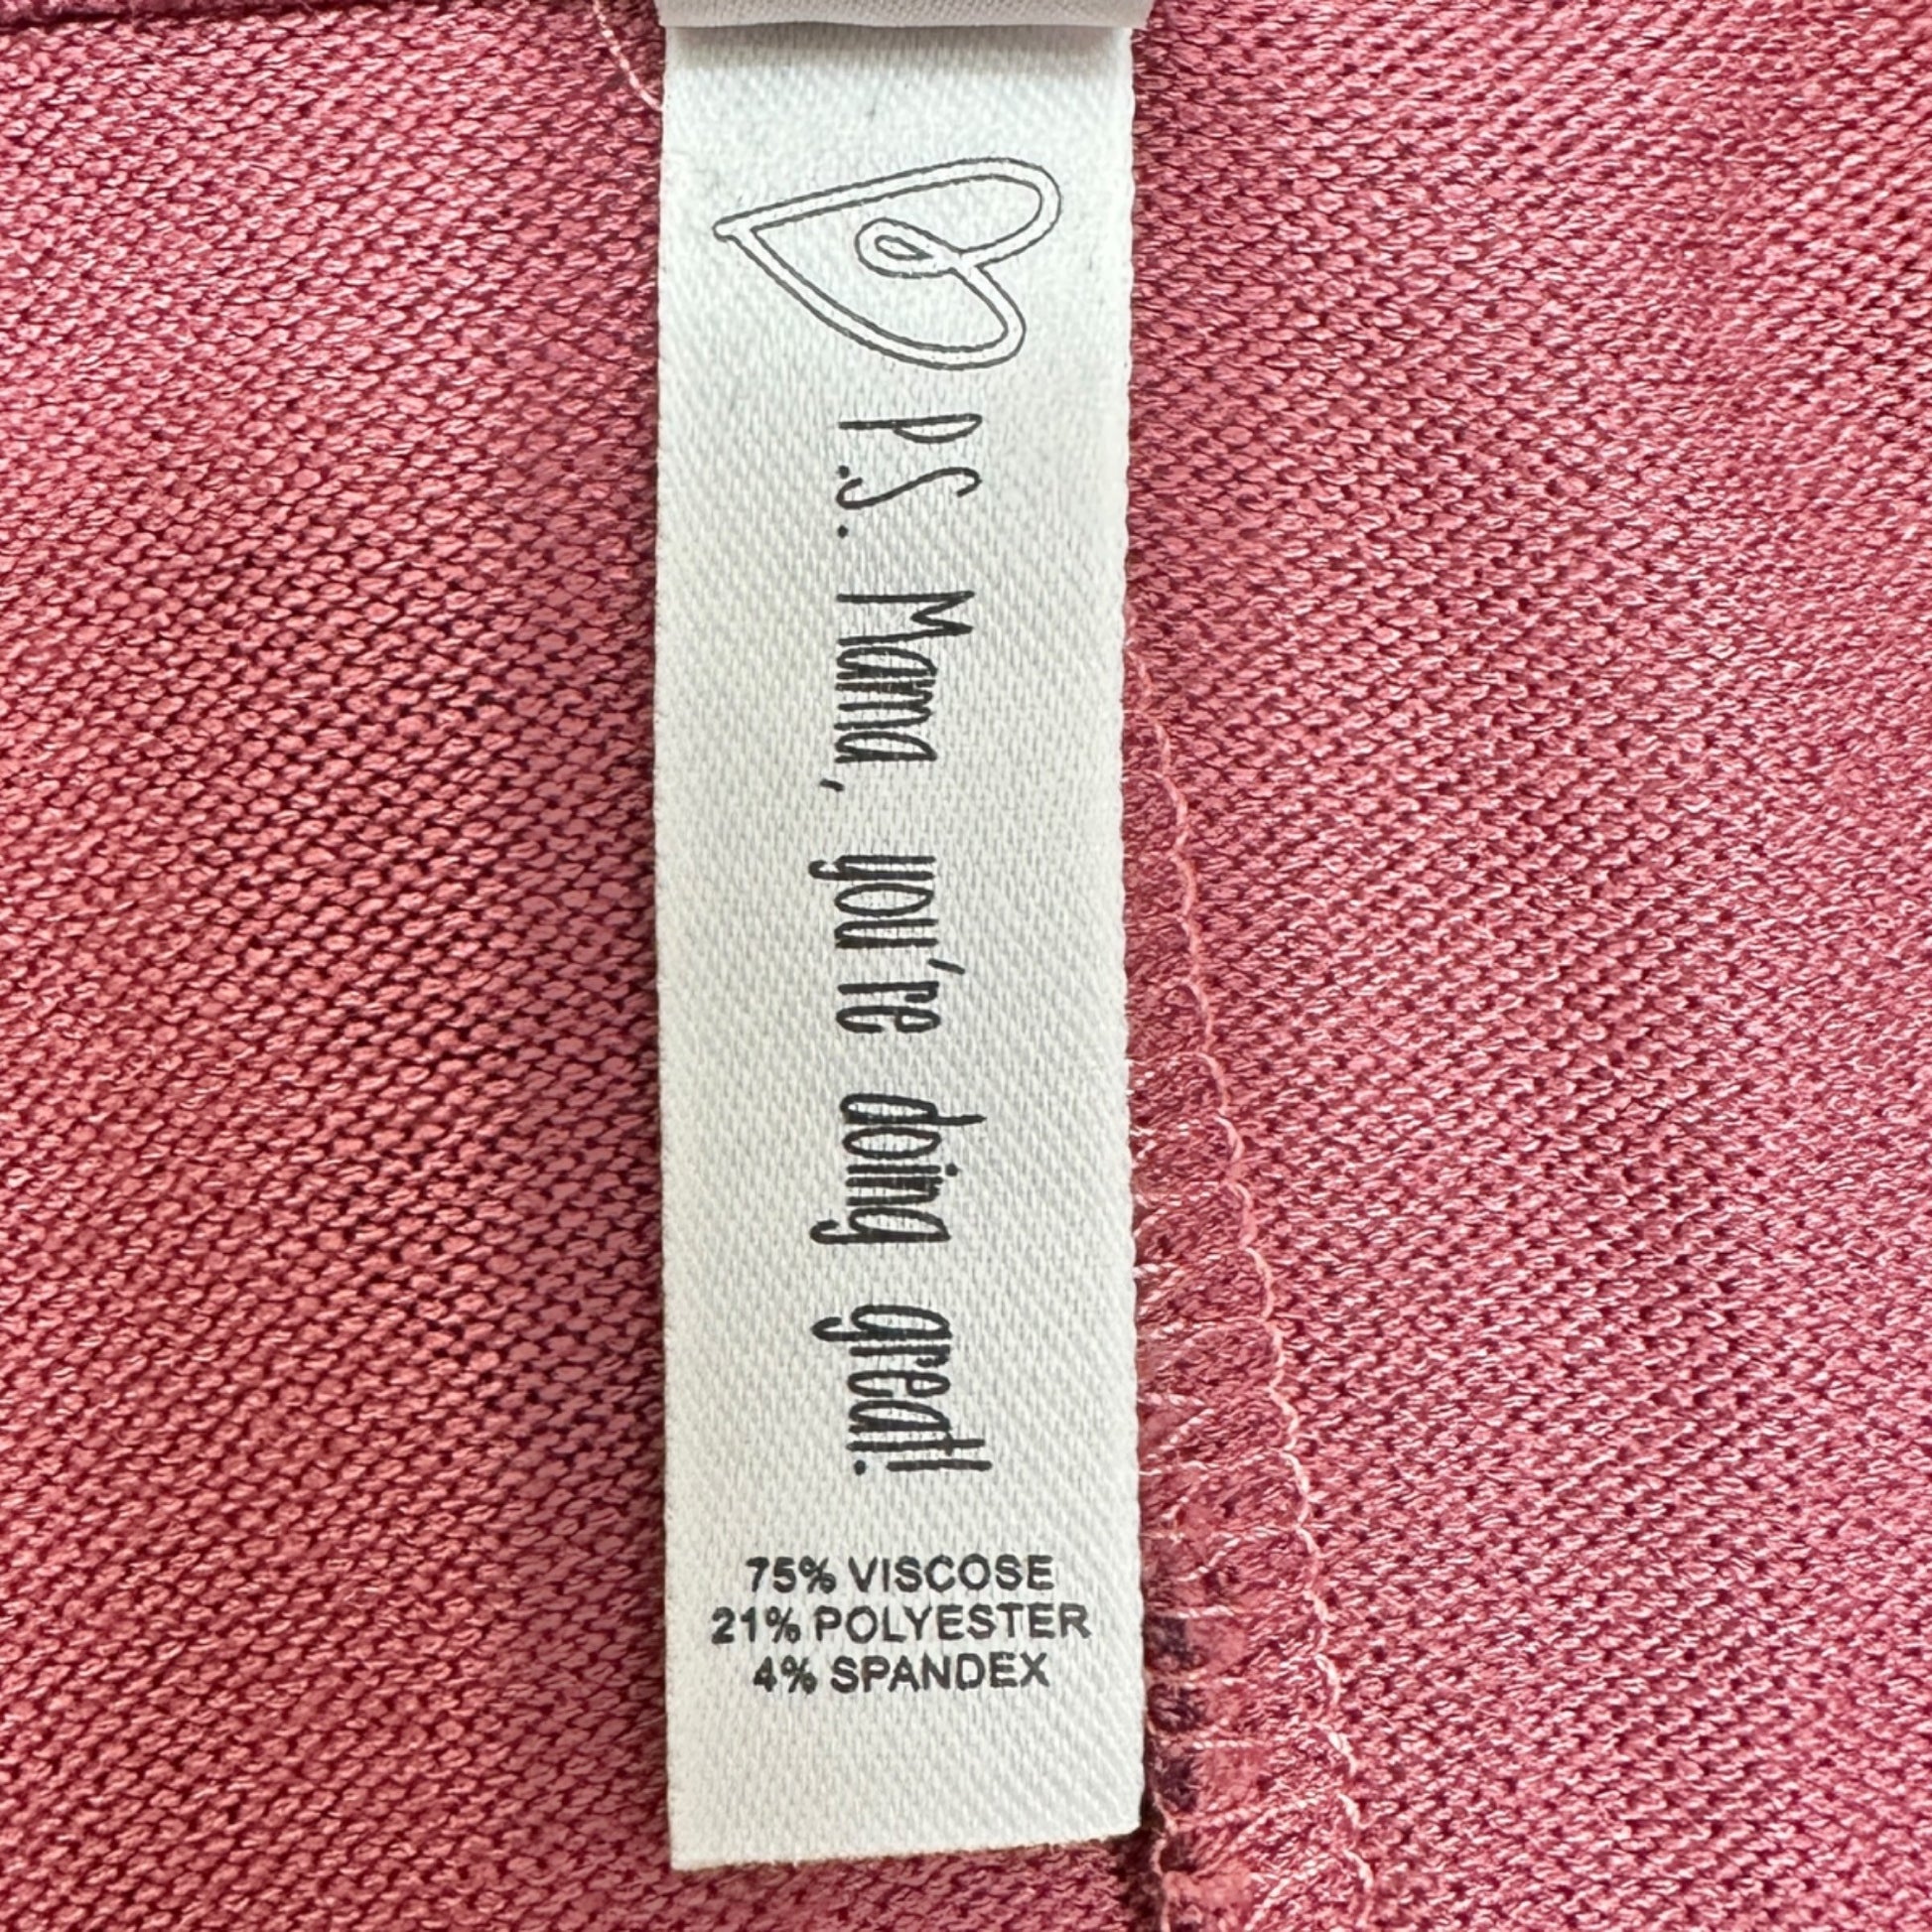 P.S. Mama, you're doing great!
75% VISCOSE
21% POLYESTER
4% SPANDEX